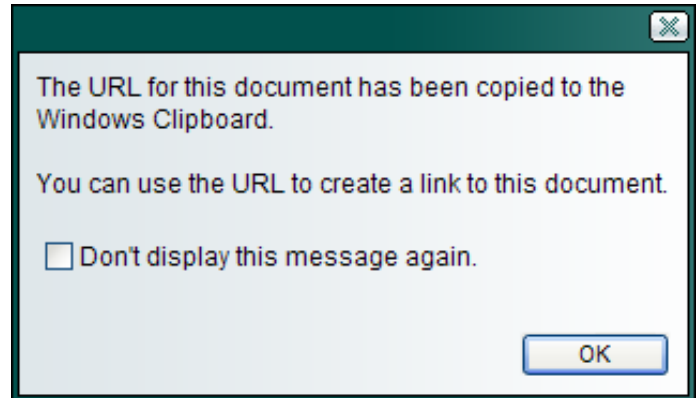 The URL for this document has been copied to the
Windows Clipboard.
You can use the URL to create a link to this document.
Don't display this message again.
OK